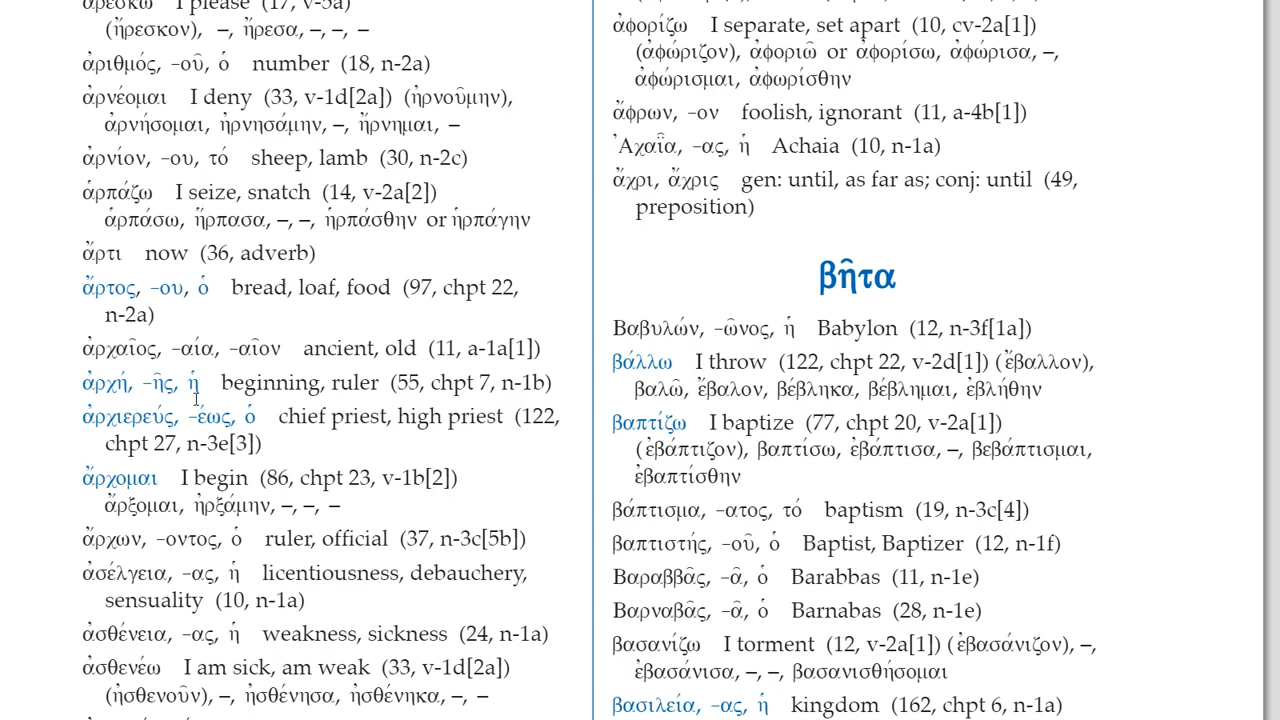 ἀρέσκω I please (17, v-5a)
(ἤρεσκον), –, ἤρεσα, –, –, –
ἀριθμός, -οῦ, ὁ number (18, n-2a)
ἀρνέομαι I deny (33, v-1d[2a]) (ἠρνοῦμην),
ἀρνήσομαι, ἠρνησάμην, –, ἤρνημαι, –
ἀρνίον, -ου, τό sheep, lamb (30, n-2c)
ἁρπάζω I seize, snatch (14, v-2a[2])
ἁρπάσω, ἥρπασα, –, –, ἡρπάσθην or ἡρπάγην
ἄρτι now (36, adverb)
ἄρτος, -ου, ὁ bread, loaf, food (97, chpt 22,
n-2a)
ἀρχαῖος, -αία, -αῖον ancient, old (11, a-1a[1])
ἀρχή, -ῆς, ἡ beginning, ruler (55, chpt 7, n-1b)
ἀρχιερεύς, -έως, ὁ chief priest, high priest (122,
chpt 27, n-3e[3])
ἄρχομαι I begin (86, chpt 23, v-1b[2])
ἄρξομαι, ἠρξάμην, –, –, –
ἄρχων, -οντος, ὁ ruler, official (37, n-3c[5b])
ἀσέλγεια, -ας, ἡ licentiousness, debauchery,
sensuality (10, n-1a)
ἀσθένεια, -ας, ἡ weakness, sickness (24, n-1a)
ἀσθενέω I am sick, am weak (33, v-1d[2a])
(ἠσθενοῦν), –, ἠσθένησα, ἠσθένηκα, –, –
ἀφορίζω I separate, set apart (10, cv-2a[1])
(ἀφώριζον), ἀφοριῶ or ἀφορίσω, ἀφώρισα, –,
ἀφώρισμαι, ἀφωρίσθην
ἄφρων, -ον foolish, ignorant (11, a-4b[1])
Ἀχαΐα, -ας, ἡ Achaia (10, n-1a)
ἄχρι, ἄχρις gen: until, as far as; conj: until (49,
preposition)
βῆτα
Βαβυλών, -ῶνος, ἡ Babylon (12, n-3f[1a])
βάλλω I throw (122, chpt 22, v-2d[1]) (ἔβαλλον),
βαλῶ, ἔβαλον, βέβληκα, βέβλημαι, ἐβλήθην
βαπτίζω I baptize (77, chpt 20, v-2a[1])
(ἐβάπτιζον), βαπτίσω, ἐβάπτισα, –, βεβάπτισμαι,
ἐβαπτίσθην
βάπτισμα, -ατος, τό baptism (19, n-3c[4])
βαπτιστής, -οῦ, ὁ Baptist, Baptizer (12, n-1f)
Βαραββᾶς, -ᾶ, ὁ Barabbas (11, n-1e)
Βαρναβᾶς, -ᾶ, ὁ Barnabas (28, n-1e)
βασανίζω I torment (12, v-2a[1]) (ἐβασάνιζον), –,
ἐβασάνισα, –, –, βασανισθήσομαι
βασιλεία, -ας, ἡ kingdom (162, chpt 6, n-1a)